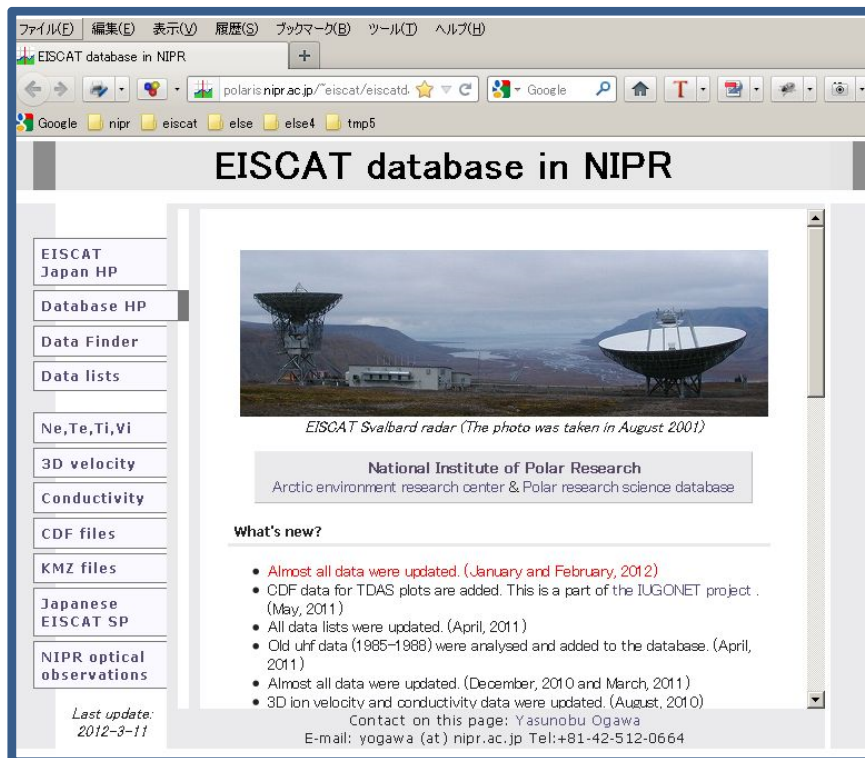 ファイル(F) 編集(E) 表示(V) 履歴(S) ブックマーク(B) ツール(T) ヘルプ(H)
EISCAT database in NIPR +
polaris.nipr.ac.jp/~eiscat/eiscatd. Google T
Google nipr eiscat else else4 tmp5
EISCAT database in NIPR
EISCAT
Japan HP
Database HP
Data Finder
Data lists
Ne,Te,Ti,Vi
3D velocity
Conductivity
CDF files
KMZ files
Japanese
EISCAT SP
NIPR optical
observations
Last update:
2012-3-11
EISCAT Svalbard radar (The photo was taken in August 2001)
National Institute of Polar Research
Arctic environment research center & Polar research science database
What's new?
Almost all data were updated. (January and February, 2012)
CDF data for TDAS plots are added. This is a part of the IUGONET project .
(May, 2011)
All data lists were updated. (April, 2011)
Old uhf data (1985-1988) were analysed and added to the database. (April,
2011)
Almost all data were updated. (December, 2010 and March, 2011)
3D ion velocity and conductivity data were updated. (August, 2010)
Contact on this page: Yasunobu Ogawa
E-mail: yogawa (at) nipr.ac.jp Tel:+81-42-512-0664